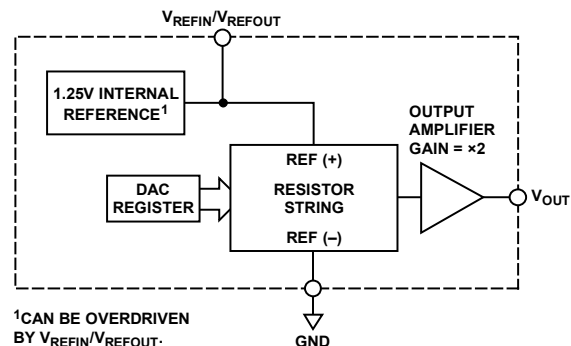 VREFIN/VREFOUT
1.25V INTERNAL
REFERENCE1
OUTPUT
AMPLIFIER
GAIN = ×2
REF (+)
DAC
REGISTER
RESISTOR
STRING
VOUT
REF (–)
1CAN BE OVERDRIVEN
BY VREFIN/VREFOUT.
GND